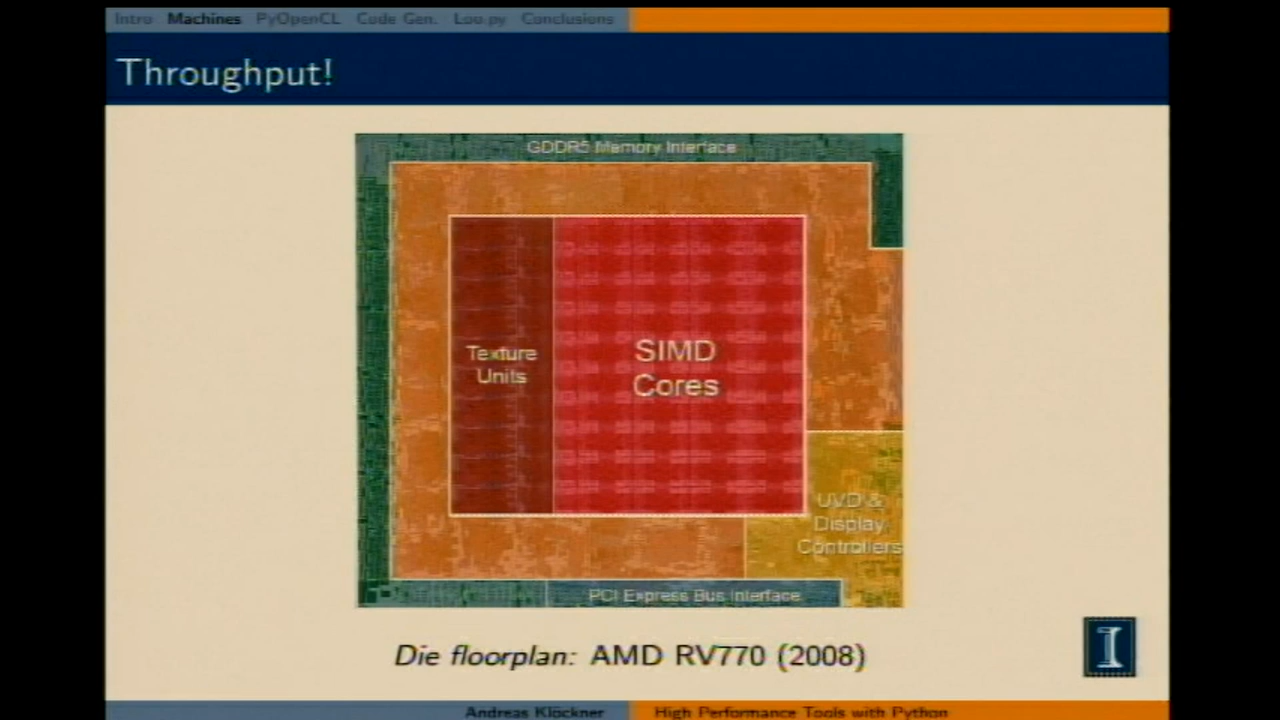 Intro Machines PyOpenCL Code Gen. Loo.py Conclusions
Throughput!
GDDR5 Memory Interface
Texture
Units
SIMD
Cores
UVD &
Display
Controllers
PCI Express Bus Interface
Die floorplan: AMD RV770 (2008)
I
Andreas Klöckner High Performance Tools with Python